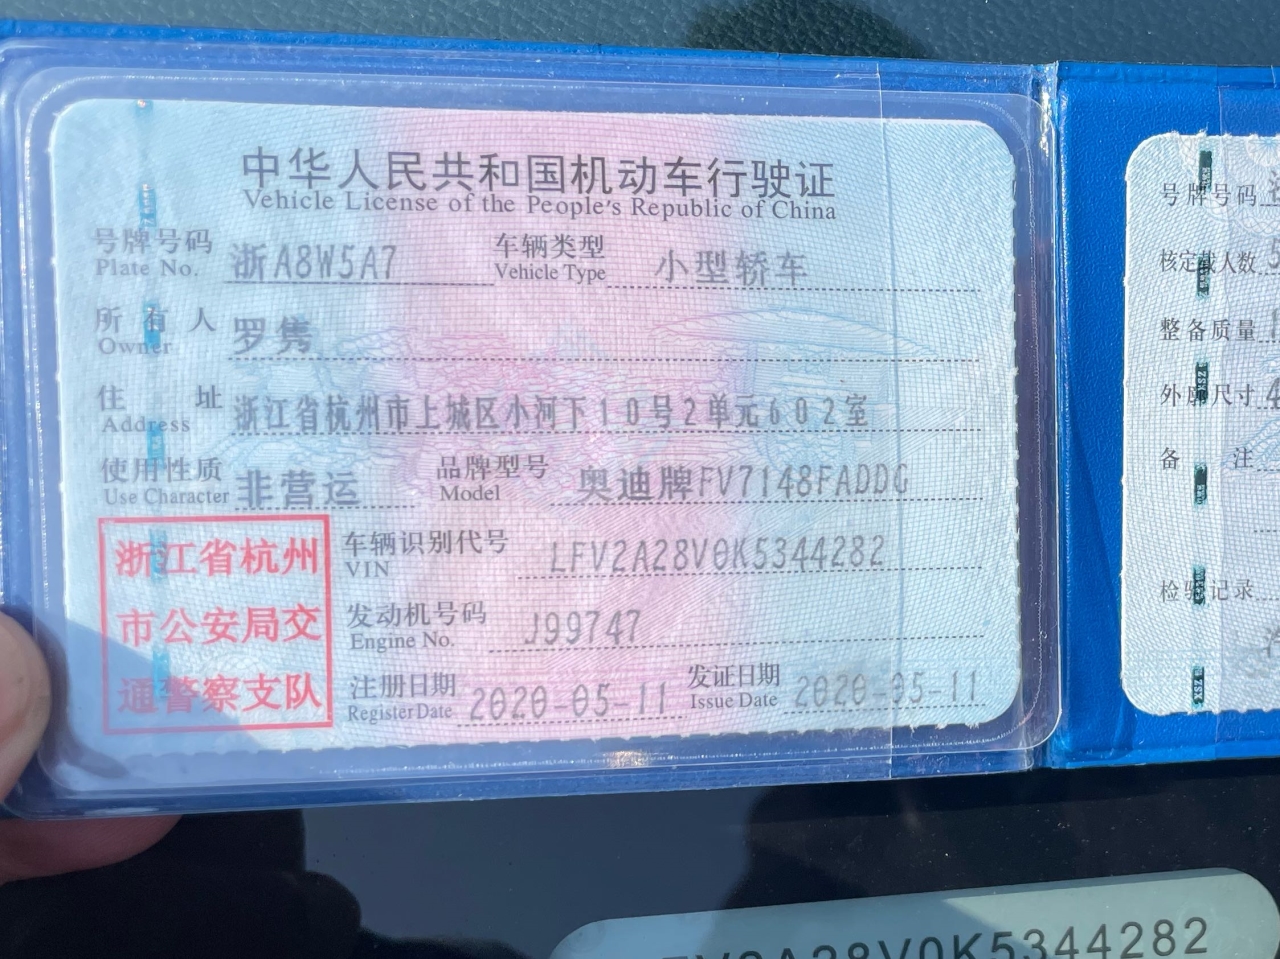 中华人民共和国机动车行驶证
Vehicle License of the People's Republic of China
号牌号码 浙A8W5A7 车辆类型 小型轿车
Plate No. Vehicle Type
所有人 罗隽
Owner
住址 浙江省杭州市上城区小河下10号2单元602室
Address
使用性质 非营运 品牌型号 奥迪牌FV7148FADDG
Use Character Model
浙江省杭州
市公安局交
通警察支队
车辆识别代号 LFV2A28V0K5344282
VIN
发动机号码 J99747
Engine No.
注册日期 2020-05-11 发证日期 2020-05-11
Register Date Issue Date
号牌号码
核定载人数 5
整备质量
外廓尺寸 4
备注
检验记录
FV2A28V0K5344282